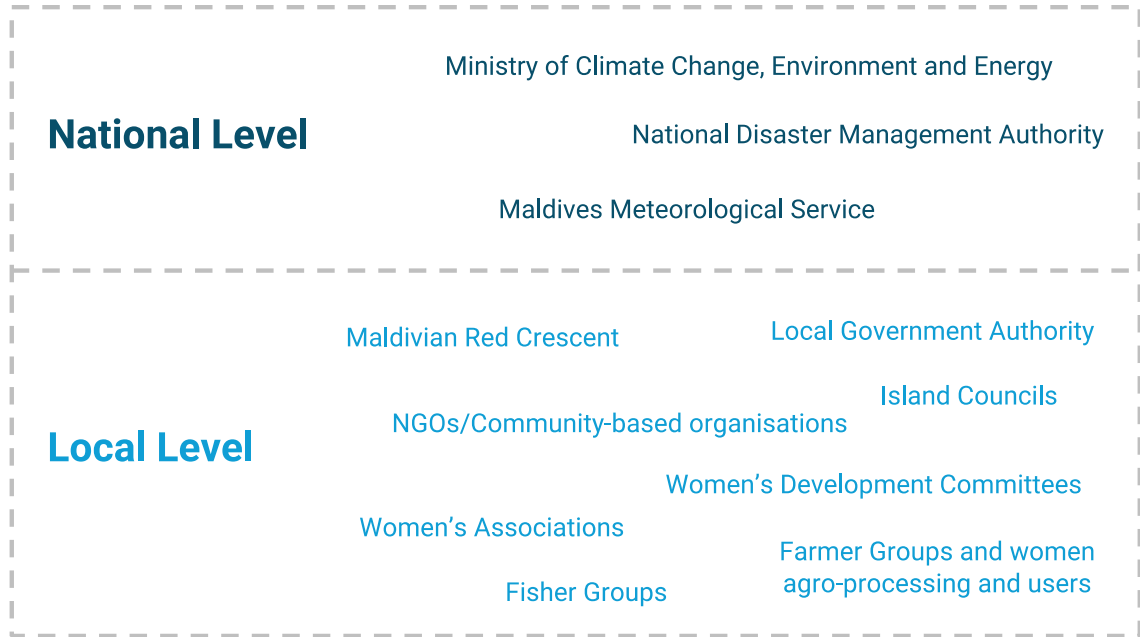 National Level
Ministry of Climate Change, Environment and Energy
National Disaster Management Authority
Maldives Meteorological Service
Local Level
Maldivian Red Crescent
Local Government Authority
Island Councils
NGOs/Community-based organisations
Women’s Development Committees
Women’s Associations
Farmer Groups and women
agro-processing and users
Fisher Groups